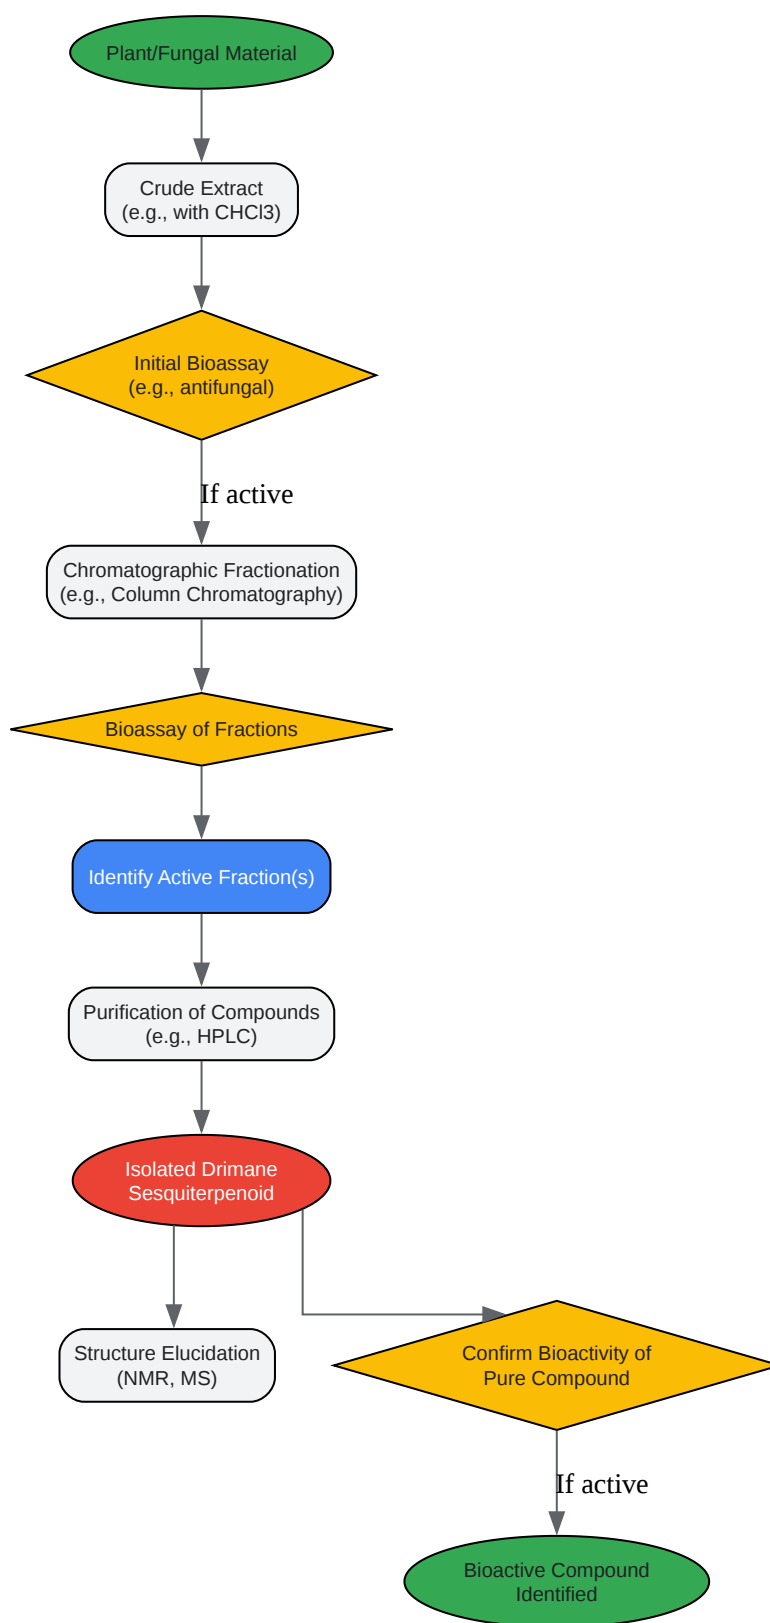 Plant/Fungal Material
Crude Extract
(e.g., with CHCl3)
Initial Bioassay
(e.g., antifungal)
If active
Chromatographic Fractionation
(e.g., Column Chromatography)
Bioassay of Fractions
Identify Active Fraction(s)
Purification of Compounds
(e.g., HPLC)
Isolated Drimane
Sesquiterpenoid
Structure Elucidation
(NMR, MS)
Confirm Bioactivity of
Pure Compound
If active
Bioactive Compound
Identified